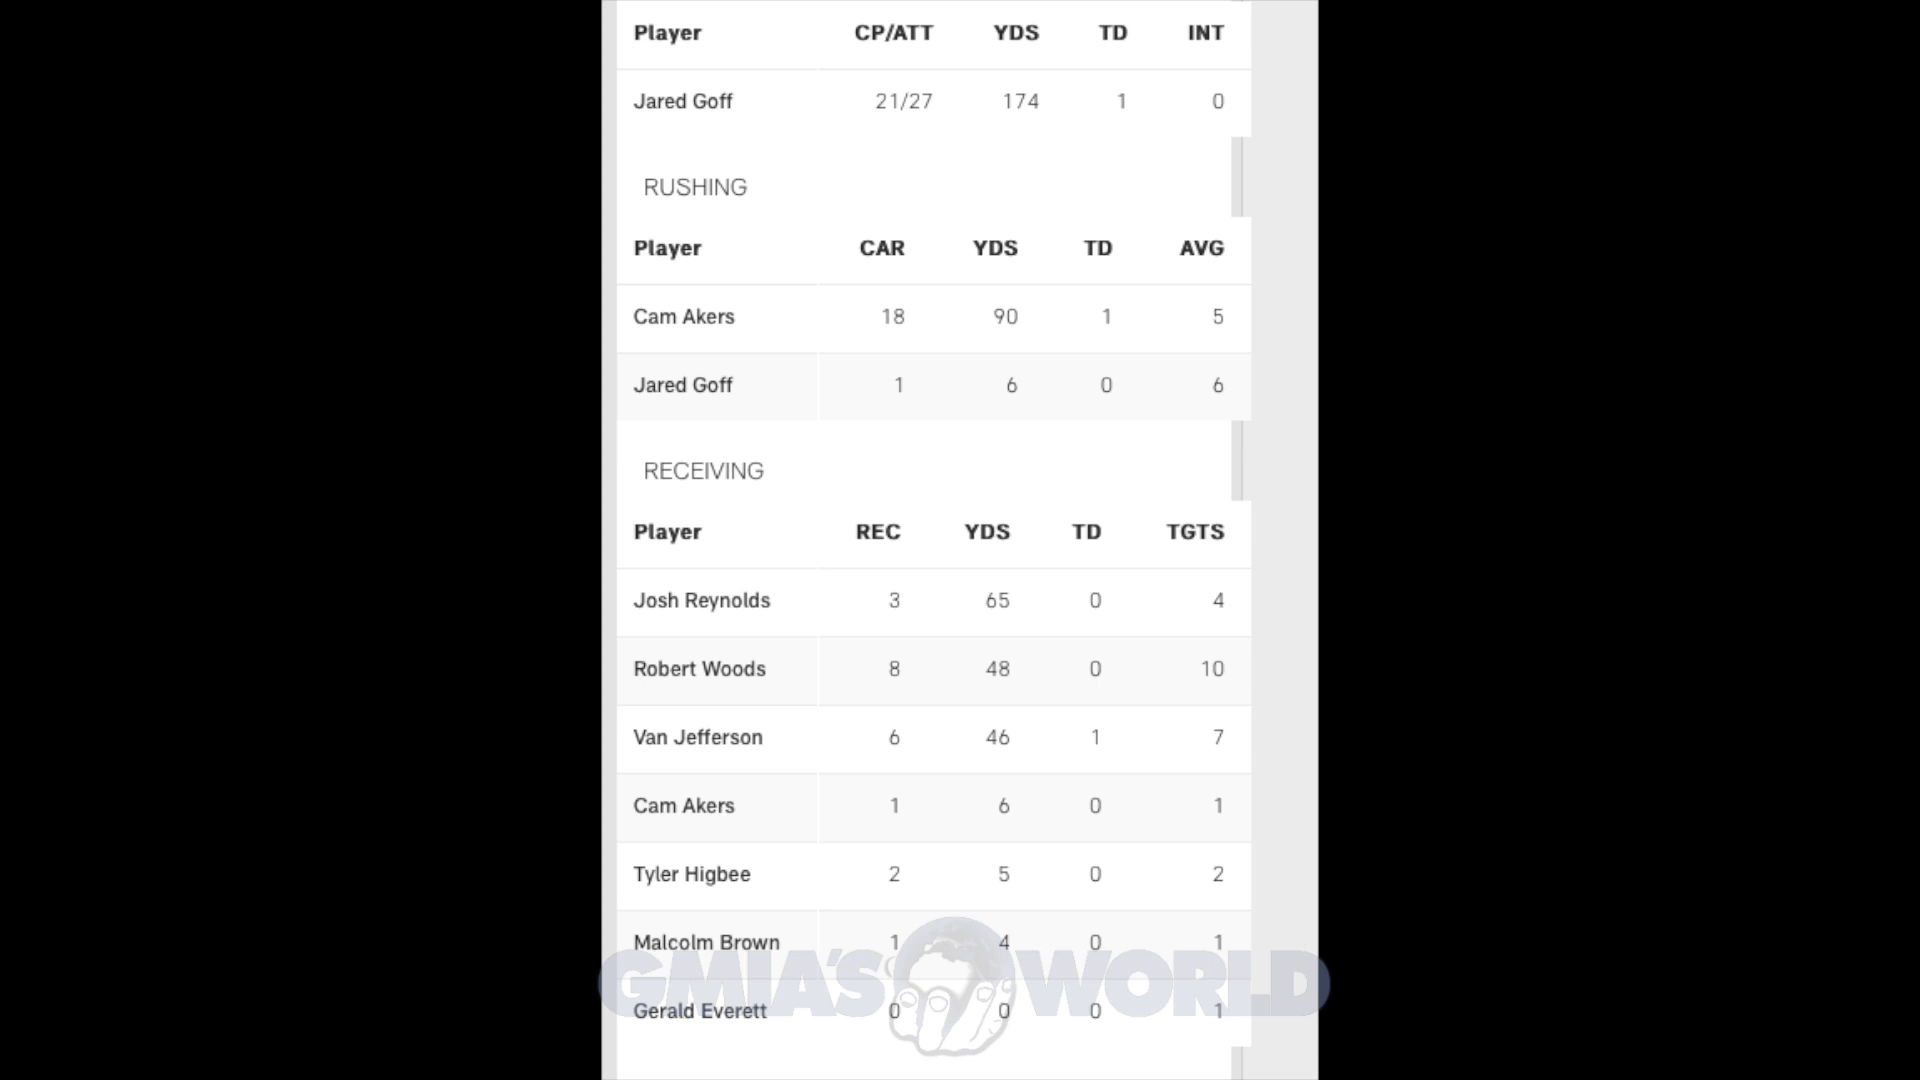 Player CP/ATT YDS TD INT
Jared Goff 21/27 174 1 0
RUSHING
Player CAR YDS TD AVG
Cam Akers 18 90 1 5
Jared Goff 1 6 0 6
RECEIVING
Player REC YDS TD TGTS
Josh Reynolds 3 65 0 4
Robert Woods 8 48 0 10
Van Jefferson 6 46 1 7
Cam Akers 1 6 0 1
Tyler Higbee 2 5 0 2
Malcolm Brown 1 4 0 1
GMIA'S WORLD
Gerald Everett 0 0 0 1